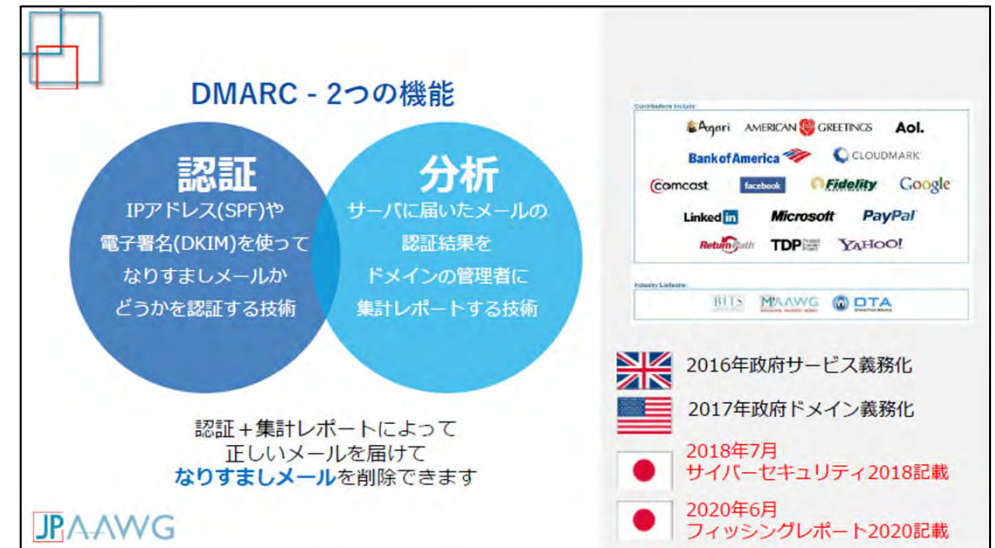 DMARC - 2つの機能
認証
IPアドレス(SPF)や
電子署名(DKIM)を使って
なりすましメールか
どうかを認証する技術
分析
サーバに届いたメールの
認証結果を
ドメインの管理者に
集計レポートする技術
認証＋集計レポートによって
正しいメールを届けて
なりすましメールを削除できます
JPAAWG
Contributors Include:
Agari AMERICAN GREETINGS Aol.
Bank of America CLOUDMARK
Comcast facebook Fidelity Google
Linked in Microsoft PayPal
Return Path TDP YAHOO!
Industry Liaisons:
BITS MAAWG OTA
2016年政府サービス義務化
2017年政府ドメイン義務化
2018年7月
サイバーセキュリティ2018記載
2020年6月
フィッシングレポート2020記載